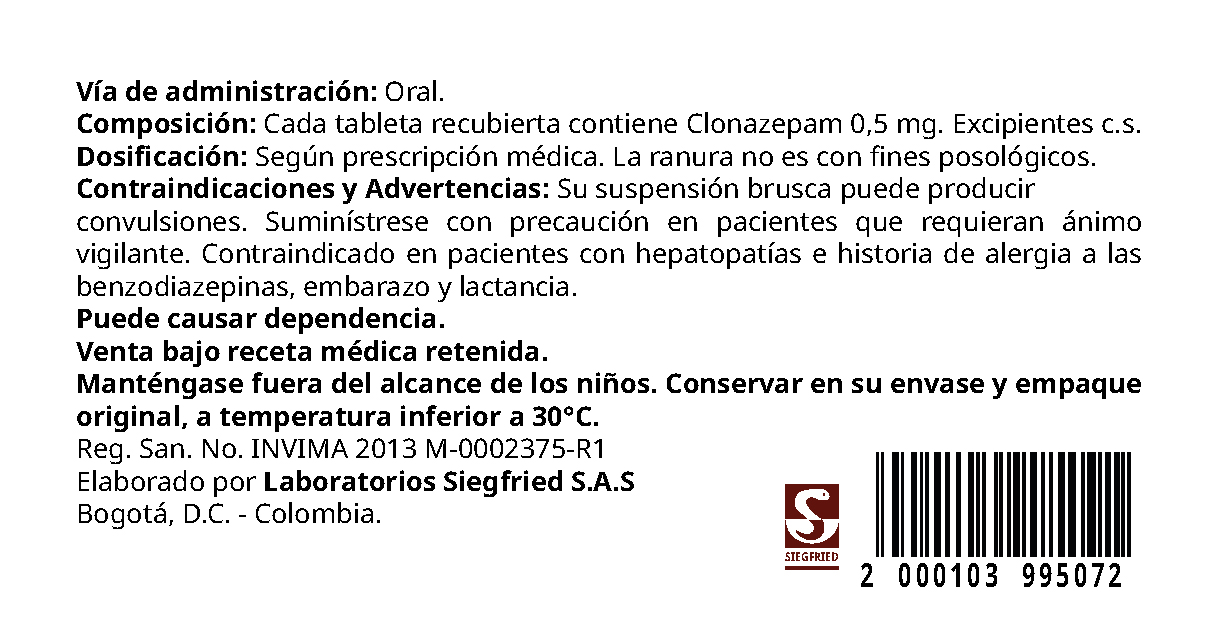 Vía de administración: Oral.
Composición: Cada tableta recubierta contiene Clonazepam 0,5 mg. Excipientes c.s.
Dosificación: Según prescripción médica. La ranura no es con fines posológicos.
Contraindicaciones y Advertencias: Su suspensión brusca puede producir
convulsiones. Suminístrese con precaución en pacientes que requieran ánimo
vigilante. Contraindicado en pacientes con hepatopatías e historia de alergia a las
benzodiazepinas, embarazo y lactancia.
Puede causar dependencia.
Venta bajo receta médica retenida.
Manténgase fuera del alcance de los niños. Conservar en su envase y empaque
original, a temperatura inferior a 30°C.
Reg. San. No. INVIMA 2013 M-0002375-R1
Elaborado por Laboratorios Siegfried S.A.S
Bogotá, D.C. - Colombia.
SIEGFRIED
2 000103 995072